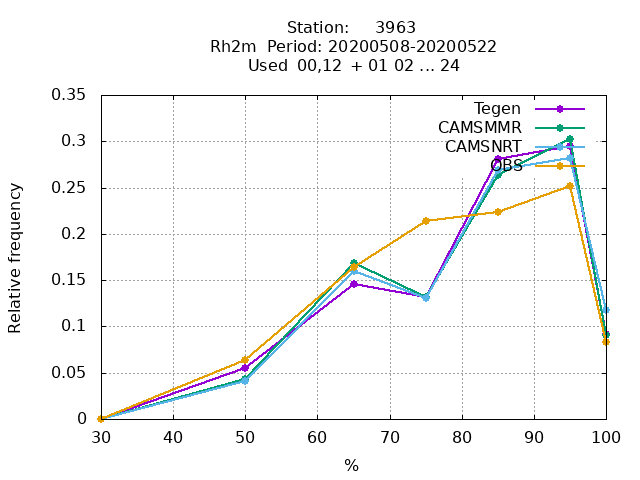 Station: 3963
Rh2m Period: 20200508-20200522
Used 00,12 + 01 02 ... 24
0.35
0.3
0.25
0.2
0.15
0.1
0.05
0
Relative frequency
Tegen
CAMSMMR
CAMSNRT
OBS
30 40 50 60 70 80 90 100
%